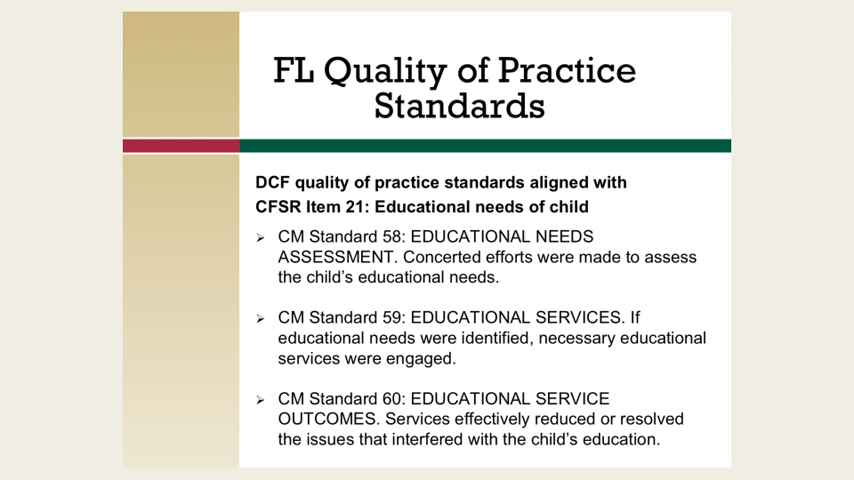 FL Quality of Practice
Standards
DCF quality of practice standards aligned with
CFSR Item 21: Educational needs of child
➢ CM Standard 58: EDUCATIONAL NEEDS
ASSESSMENT. Concerted efforts were made to assess
the child’s educational needs.
➢ CM Standard 59: EDUCATIONAL SERVICES. If
educational needs were identified, necessary educational
services were engaged.
➢ CM Standard 60: EDUCATIONAL SERVICE
OUTCOMES. Services effectively reduced or resolved
the issues that interfered with the child’s education.